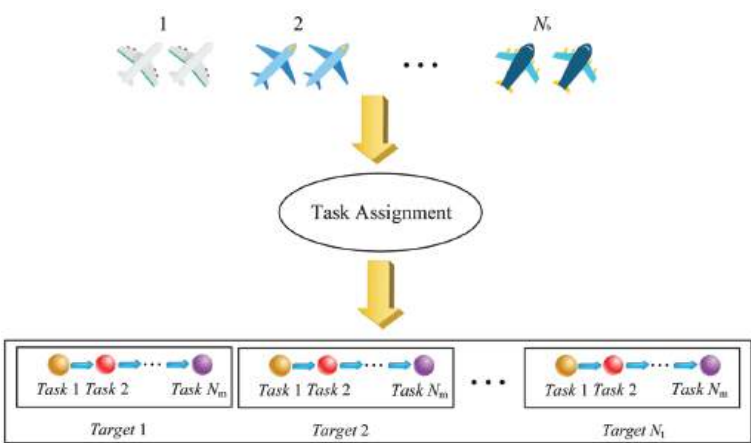 1 2 ... Nₛ
Task Assignment
Task 1 Task 2 ... Task Nₘ
Target 1
Task 1 Task 2 ... Task Nₘ
Target 2
...
Task 1 Task 2 ... Task Nₘ
Target Nₜ